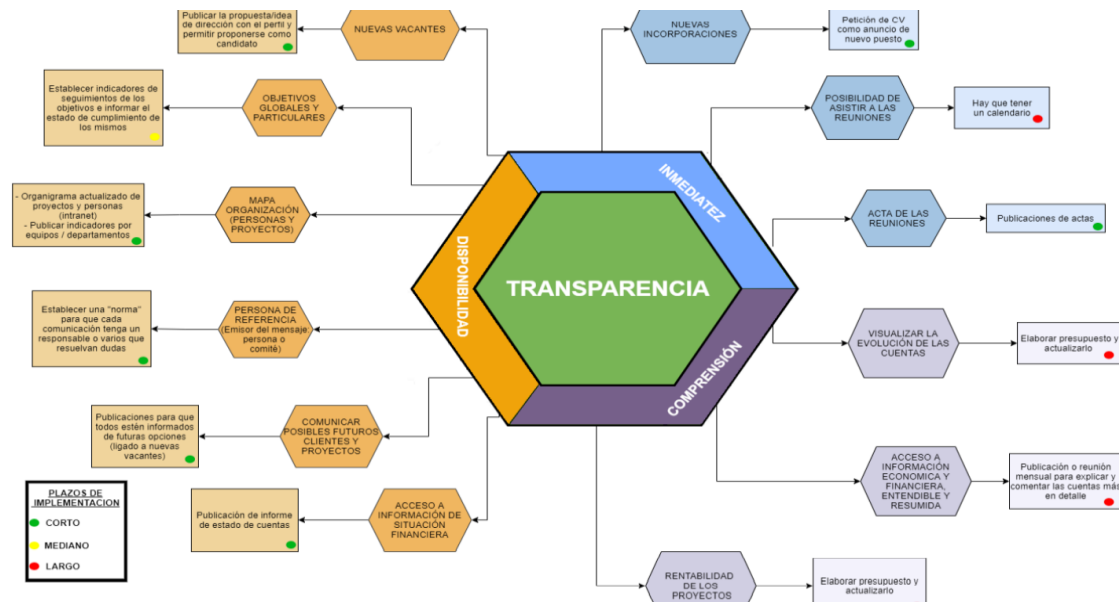 Publicar la propuesta/idea
de dirección con el perfil y
permitir proponerse como
candidato
NUEVAS VACANTES
NUEVAS
INCORPORACIONES
Petición de CV
como anuncio de
nuevo puesto
Establecer indicadores de
seguimientos de los
objetivos e informar el
estado de cumplimiento de
los mismos
OBJETIVOS
GLOBALES Y
PARTICULARES
POSIBILIDAD DE
ASISTIR A LAS
REUNIONES
Hay que tener
un calendario
- Organigrama actualizado de
proyectos y personas
(intranet)
- Publicar indicadores por
equipos / departamentos
MAPA
ORGANIZACIÓN
(PERSONAS Y
PROYECTOS)
INMEDIATEZ
ACTA DE LAS
REUNIONES
Publicaciones de actas
DISPONIBILIDAD
TRANSPARENCIA
Establecer una "norma"
para que cada
comunicación tenga un
responsable o varios que
resuelvan dudas
PERSONA DE
REFERENCIA
(Emisor del mensaje:
persona o
comité)
COMPRENSIÓN
VISUALIZAR LA
EVOLUCIÓN DE LAS
CUENTAS
Elaborar presupuesto y
actualizarlo
Publicaciones para que
todos estén informados
de futuras opciones
(ligado a nuevas
vacantes)
COMUNICAR
POSIBLES FUTUROS
CLIENTES Y
PROYECTOS
ACCESO A
INFORMACIÓN
ECONOMICA Y
FINANCIERA,
ENTENDIBLE Y
RESUMIDA
Publicación o reunión
mensual para explicar y
comentar las cuentas más
en detalle
PLAZOS DE
IMPLEMENTACION
CORTO
MEDIANO
LARGO
Publicación de informe
de estado de cuentas
ACCESO A
INFORMACIÓN DE
SITUACIÓN
FINANCIERA
RENTABILIDAD
DE LOS
PROYECTOS
Elaborar presupuesto y
actualizarlo